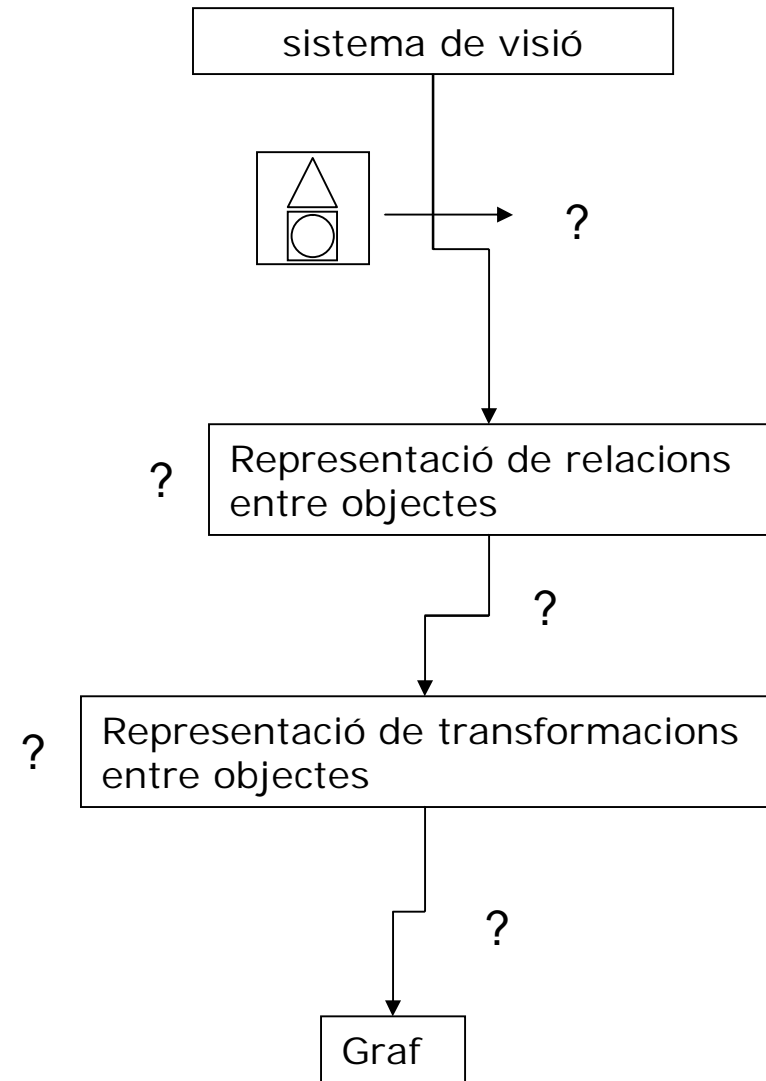 sistema de visió
?
? Representació de relacions
entre objectes
?
? Representació de transformacions
entre objectes
?
Graf